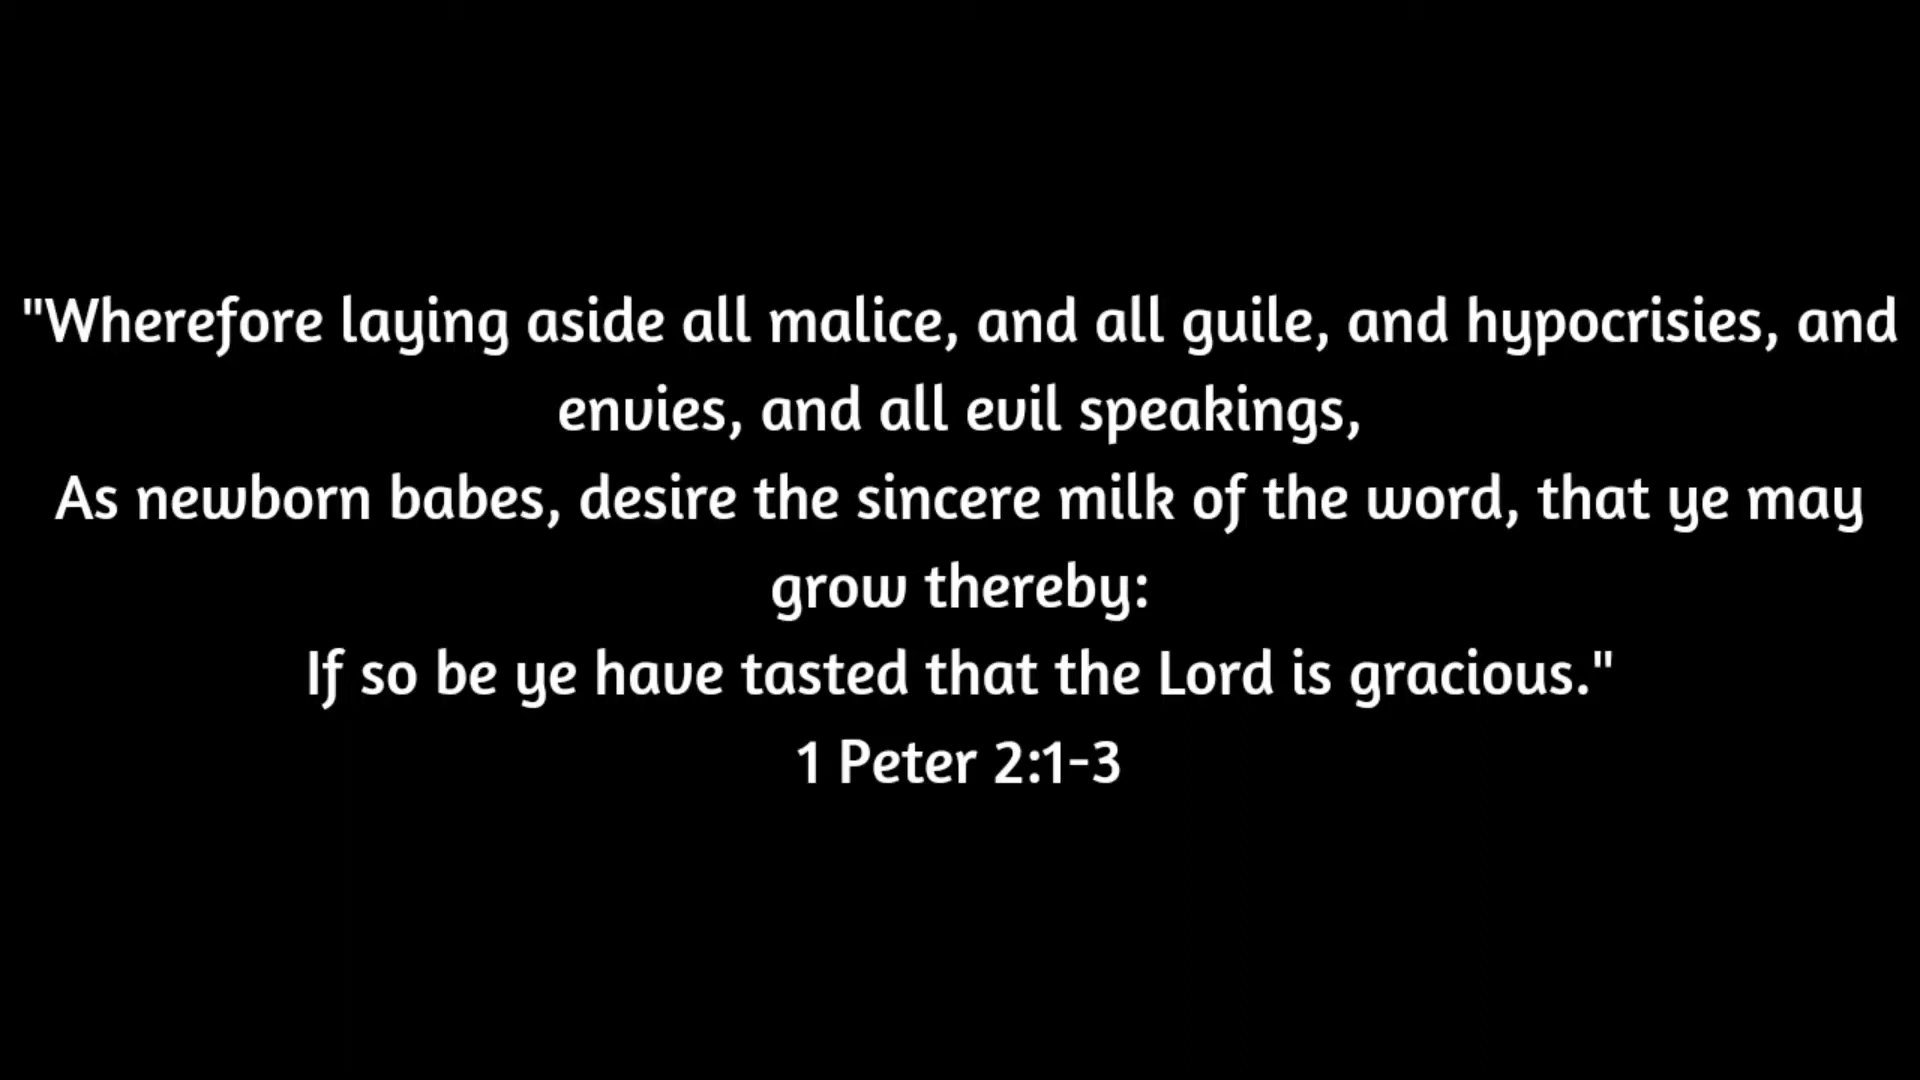 "Wherefore laying aside all malice, and all guile, and hypocrisies, and
envies, and all evil speakings,
As newborn babes, desire the sincere milk of the word, that ye may
grow thereby:
If so be ye have tasted that the Lord is gracious."
1 Peter 2:1-3